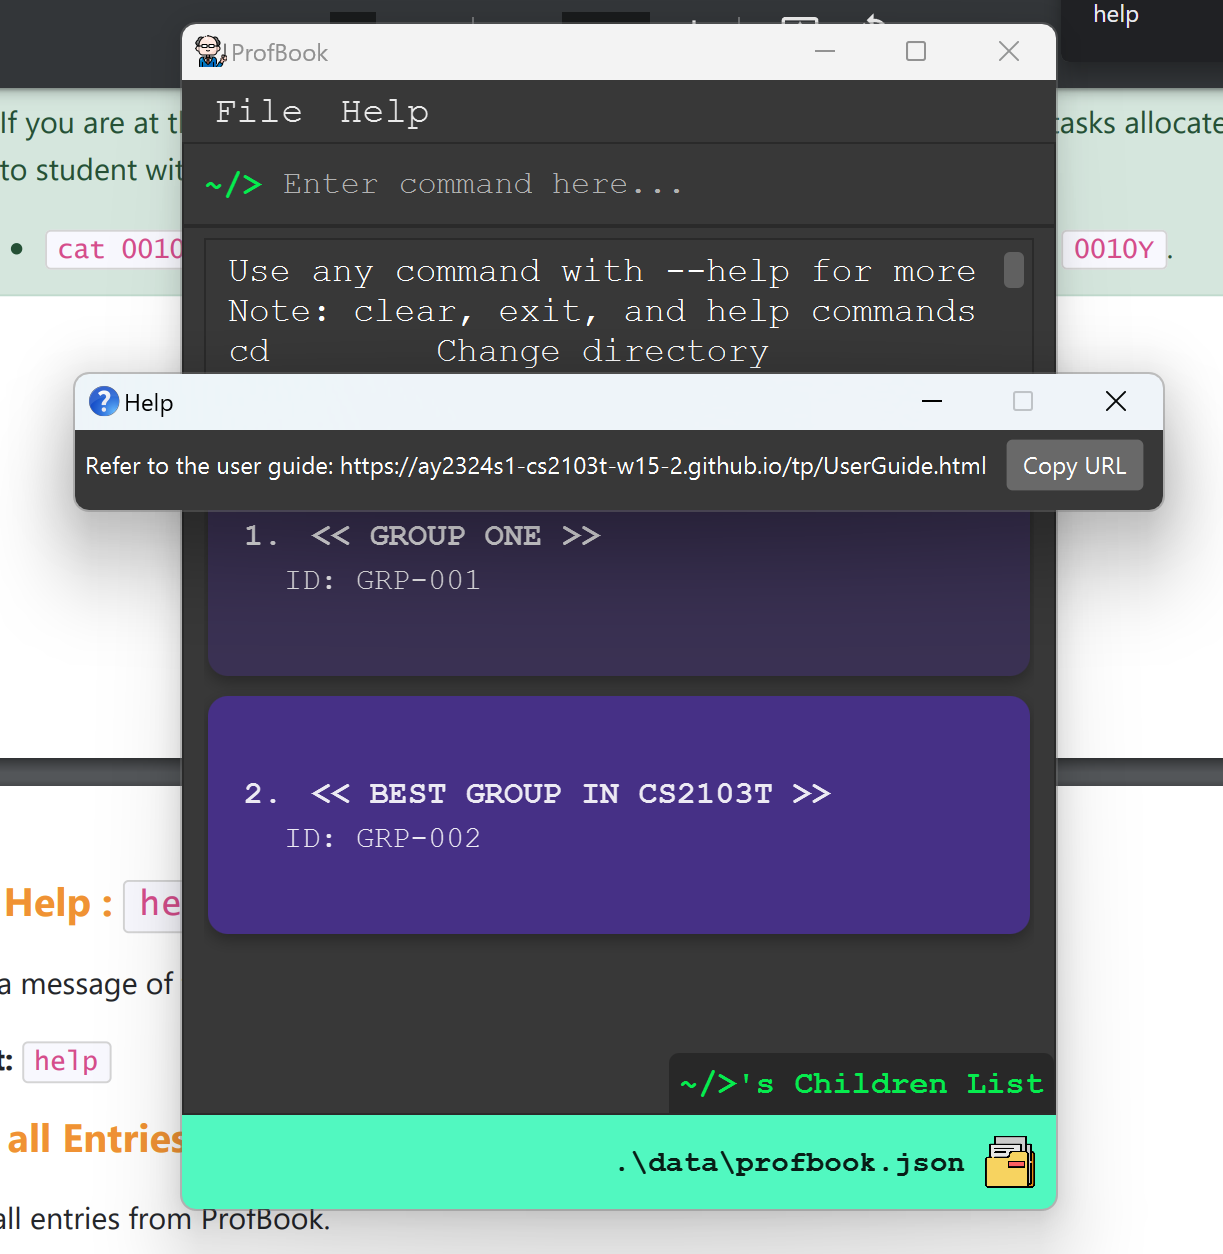 help
ProfBook
File Help
If you are at
tasks allocate
to student
~/> Enter command here...
cat 0010
0010Y.
Use any command with --help for more
Note: clear, exit, and help commands
cd Change directory
Help
Refer to the user guide: https://ay2324s1-cs2103t-w15-2.github.io/tp/UserGuide.html Copy URL
1. << GROUP ONE >>
ID: GRP-001
2. << BEST GROUP IN CS2103T >>
ID: GRP-002
Help :
a message of
help
~/>'s Children List
all Entries
.\data\profbook.json
all entries from ProfBook.